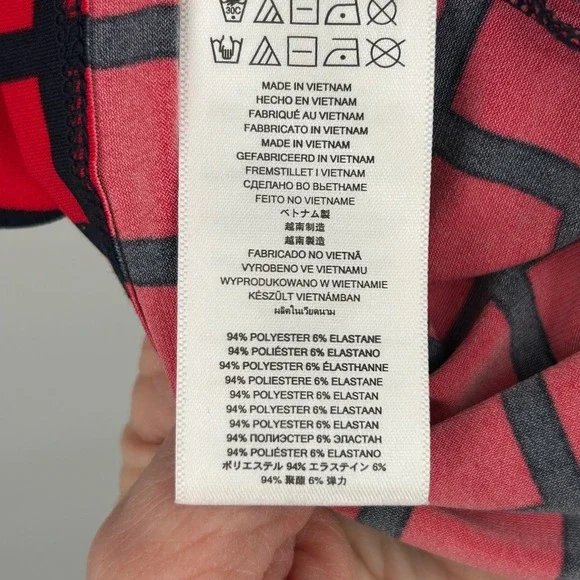 30C
MADE IN VIETNAM
HECHO EN VIETNAM
FABRIQUÉ AU VIETNAM
FABBRICATO IN VIETNAM
MADE IN VIETNAM
GEFABRICEERD IN VIETNAM
FREMSTILLET I VIETNAM
СДЕЛАНО ВО ВЬЕТНАМЕ
FEITO NO VIETNAME
ベトナム製
越南制造
越南製造
FABRICADO NO VIETNÃ
VYROBENO VE VIETNAMU
WYPRODUKOWANO W WIETNAMIE
KÉSZÜLT VIETNÁMBAN
ผลิตในเวียดนาม
94% POLYESTER 6% ELASTANE
94% POLIÉSTER 6% ELASTANO
94% POLYESTER 6% ÉLASTHANNE
94% POLIESTERE 6% ELASTANE
94% POLYESTER 6% ELASTAN
94% POLYESTER 6% ELASTAAN
94% POLYESTER 6% ELASTAN
94% ПОЛИЭСТЕР 6% ЭЛАСТАН
94% POLIÉSTER 6% ELASTANO
ポリエステル 94% エラステイン 6%
94% 聚酯 6% 弹力